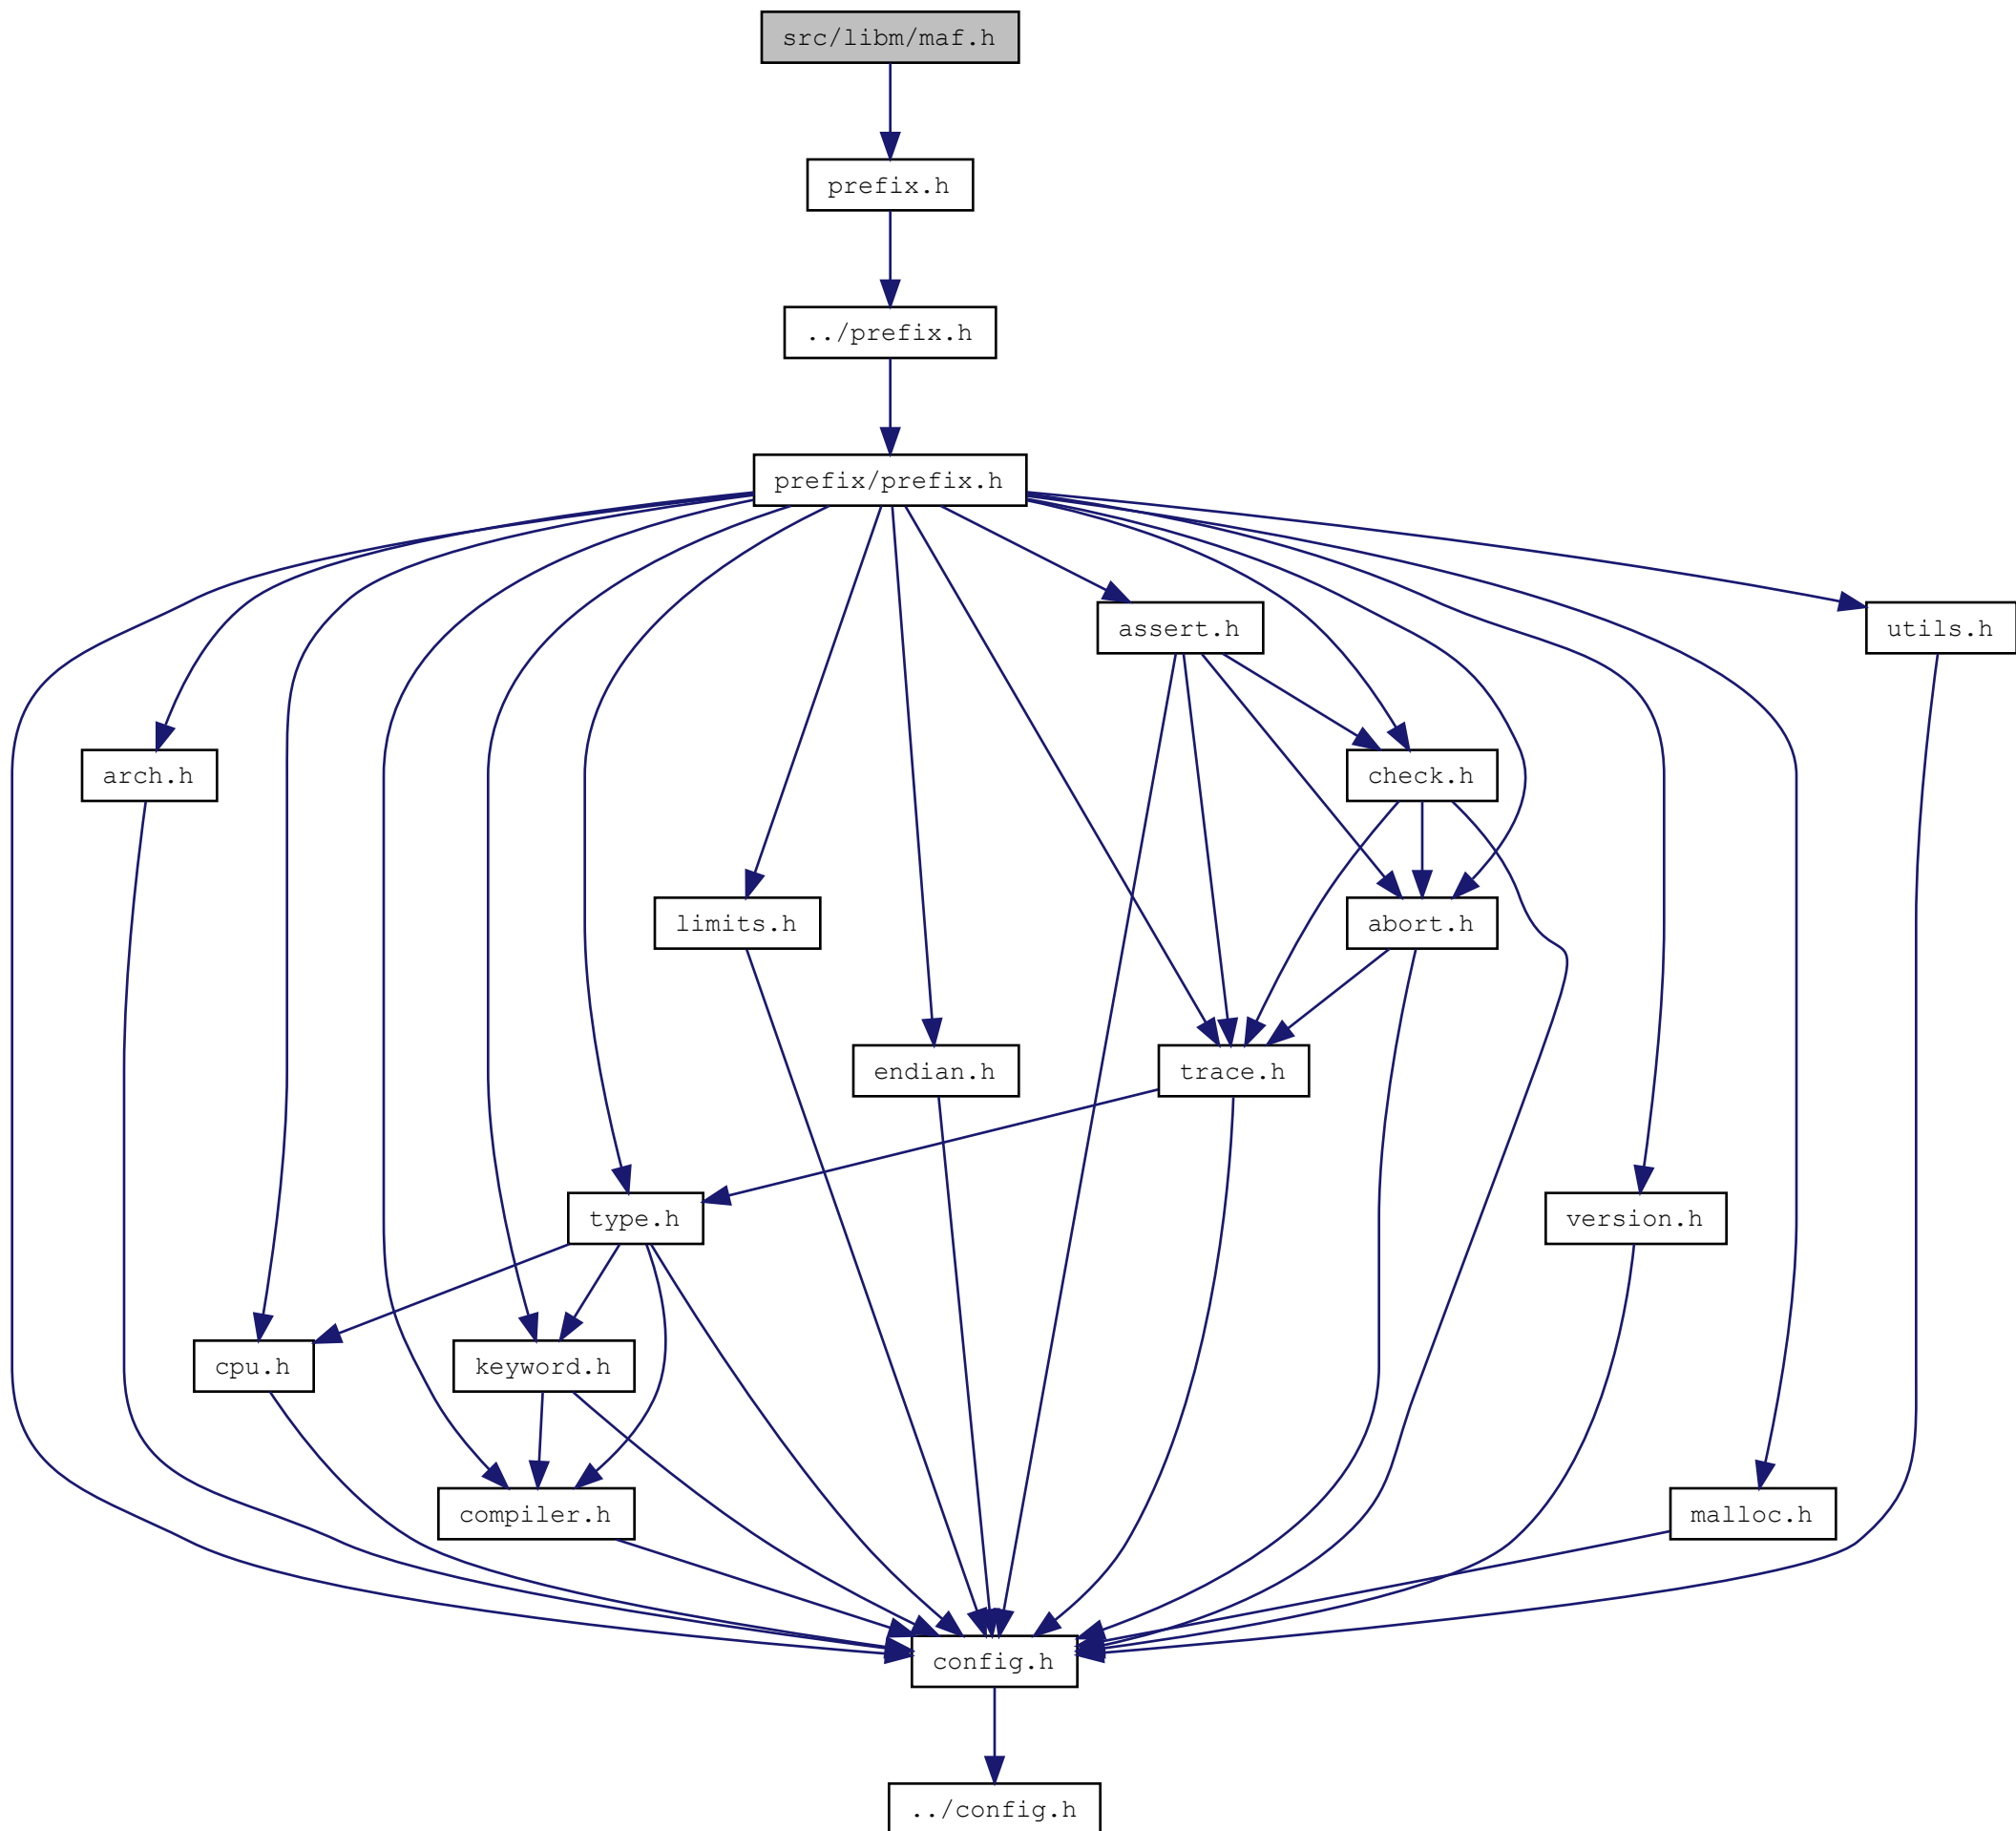 src/libm/maf.h
prefix.h
../prefix.h
prefix/prefix.h
assert.h
utils.h
arch.h
check.h
limits.h
abort.h
endian.h
trace.h
type.h
version.h
cpu.h
keyword.h
compiler.h
malloc.h
config.h
../config.h